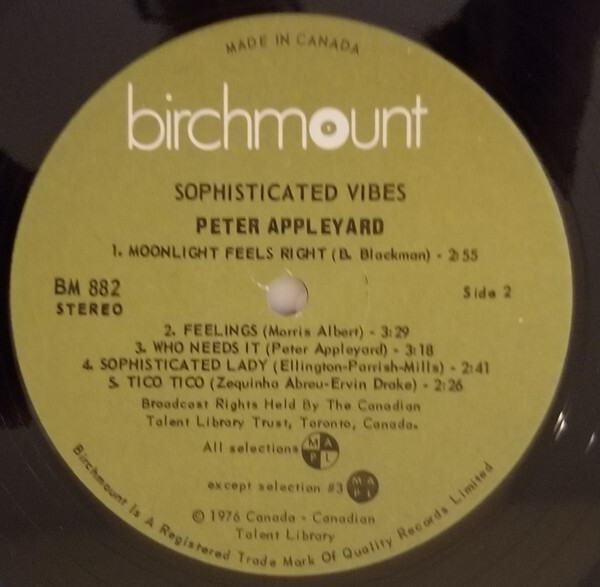 MADE IN CANADA
birchmount
SOPHISTICATED VIBES
PETER APPLEYARD
1. MOONLIGHT FEELS RIGHT (B. Blackman) - 2:55
BM 882
STEREO
Side 2
2. FEELINGS (Morris Albert) - 3:29
3. WHO NEEDS IT (Peter Appleyard) - 3:18
4. SOPHISTICATED LADY (Ellington-Parrish-Mills) - 2:41
5. TICO TICO (Zequinha Abreu-Ervin Drake) - 2:26
Broadcast Rights Held By The Canadian
Talent Library Trust, Toronto, Canada.
All selections M A P L
except selection #3 M A P L
© 1976 Canada - Canadian
Talent Library
Birchmount Is A Registered Trade Mark Of Quality Records Limited